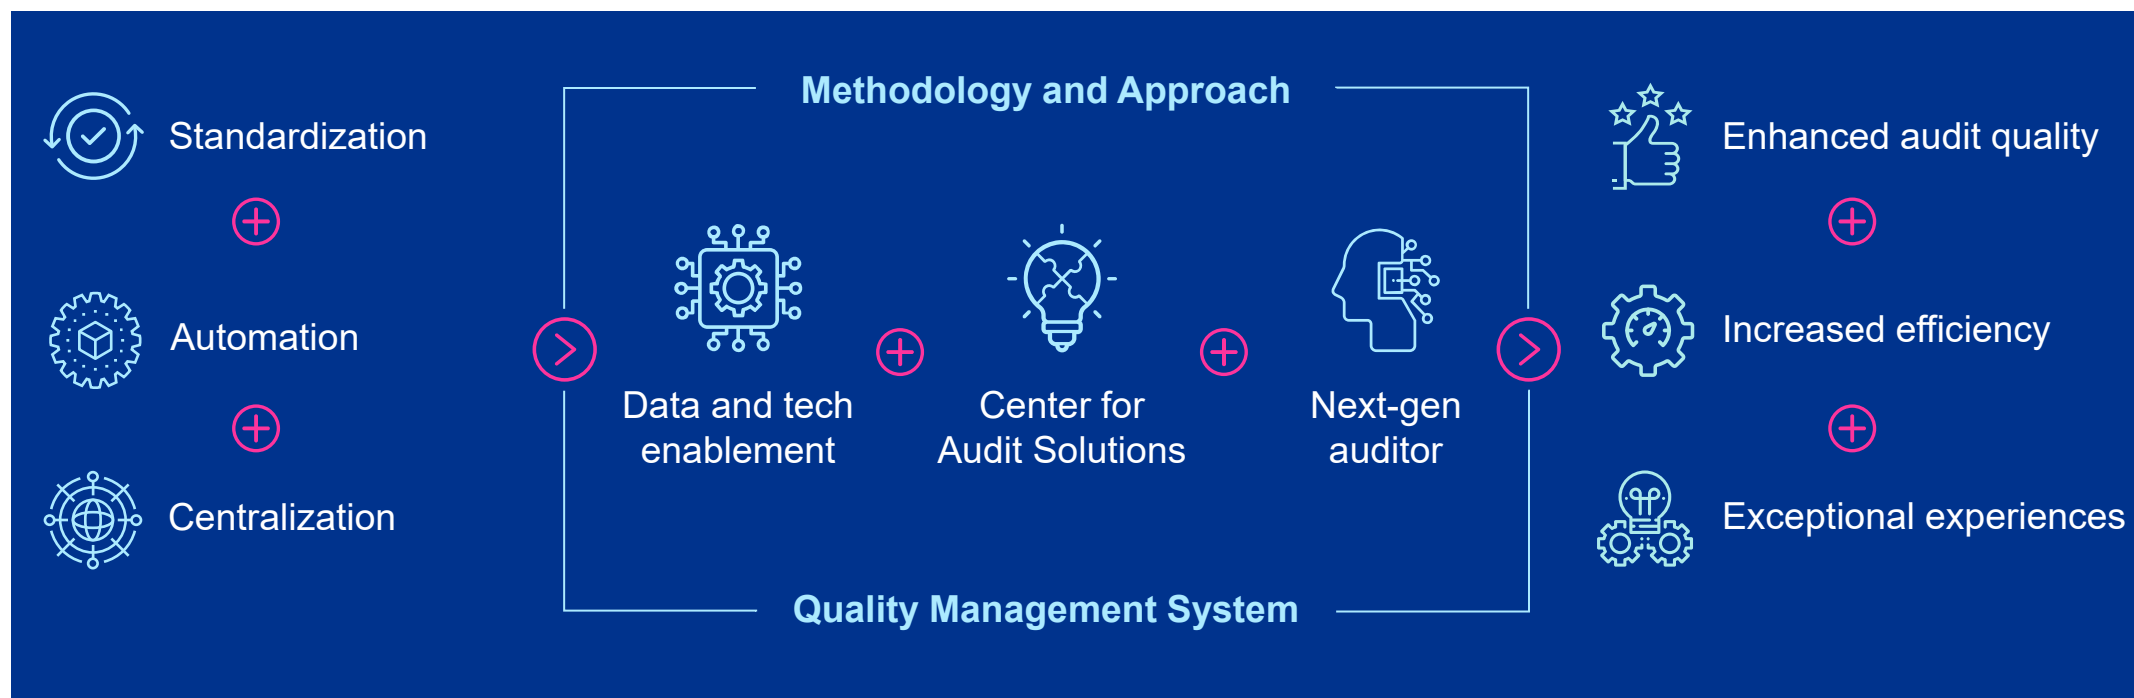 Standardization
Automation
Centralization
Methodology and Approach
Data and tech
enablement
Center for
Audit Solutions
Next-gen
auditor
Quality Management System
Enhanced audit quality
Increased efficiency
Exceptional experiences